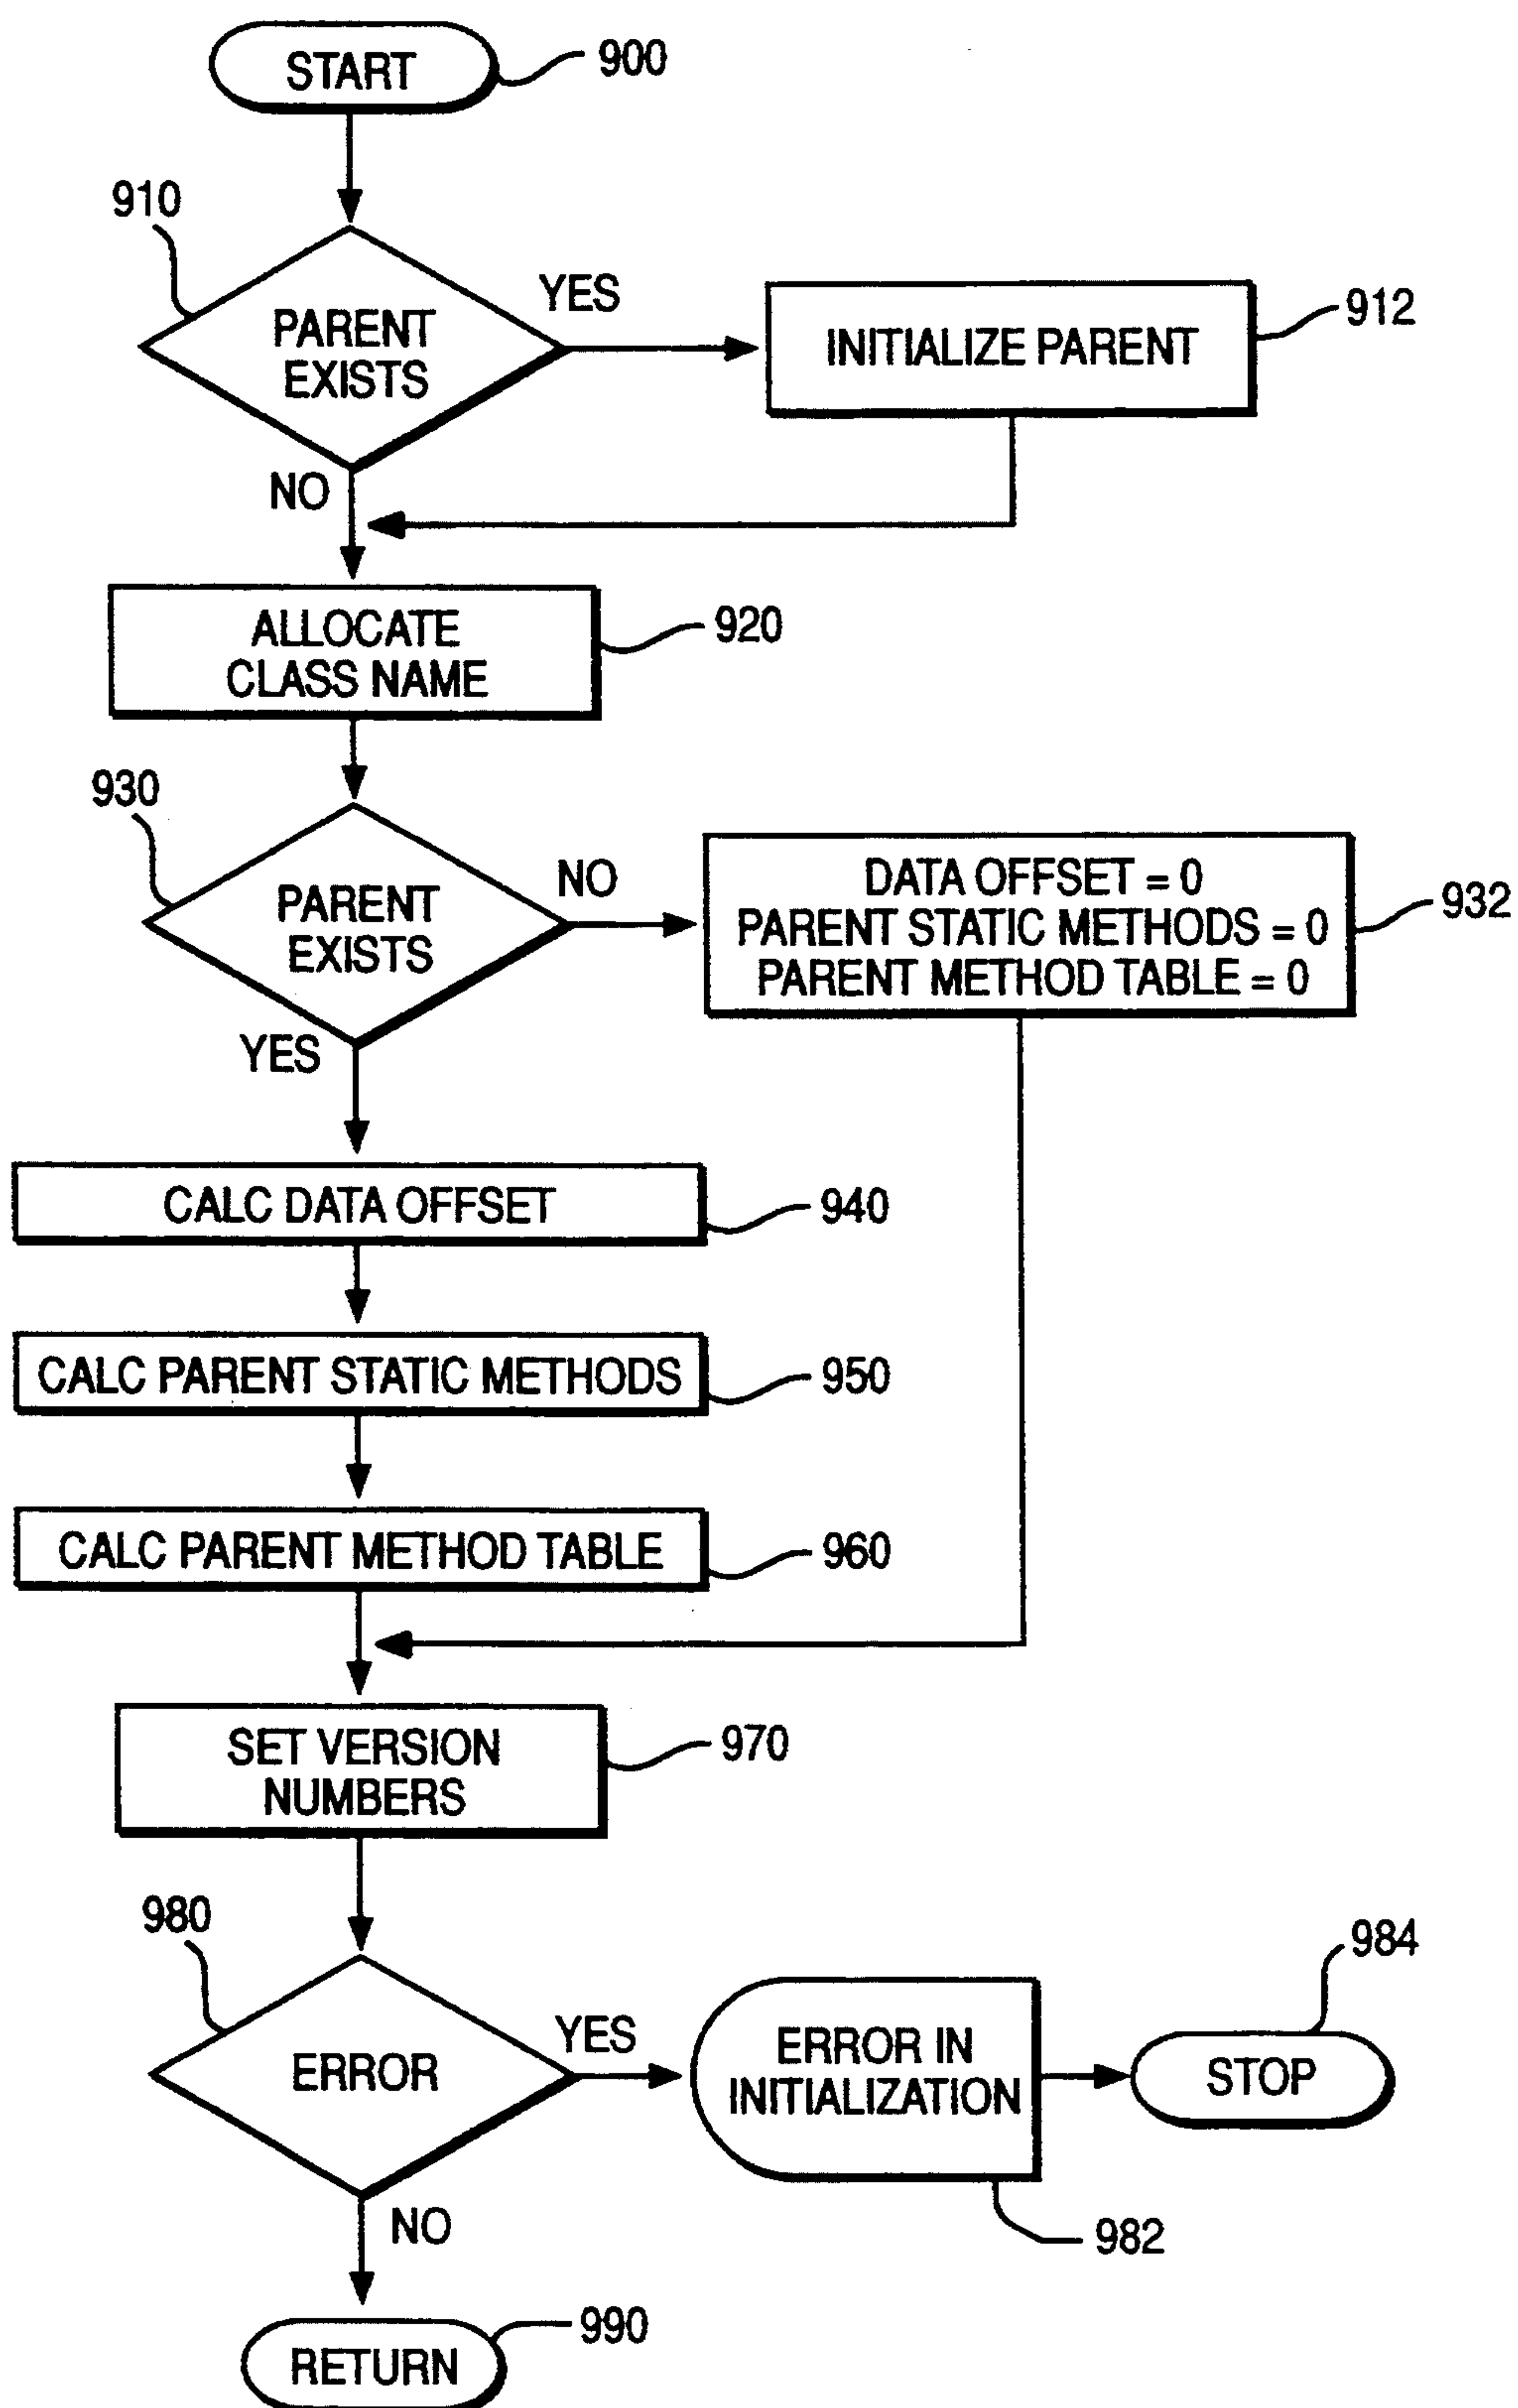 START
900
910
PARENT
EXISTS
YES
INITIALIZE PARENT
912
NO
ALLOCATE
CLASS NAME
920
930
PARENT
EXISTS
NO
DATA OFFSET = 0
PARENT STATIC METHODS = 0
PARENT METHOD TABLE = 0
932
YES
CALC DATA OFFSET
940
CALC PARENT STATIC METHODS
950
CALC PARENT METHOD TABLE
960
SET VERSION
NUMBERS
970
980
ERROR
YES
ERROR IN
INITIALIZATION
982
STOP
984
NO
RETURN
990